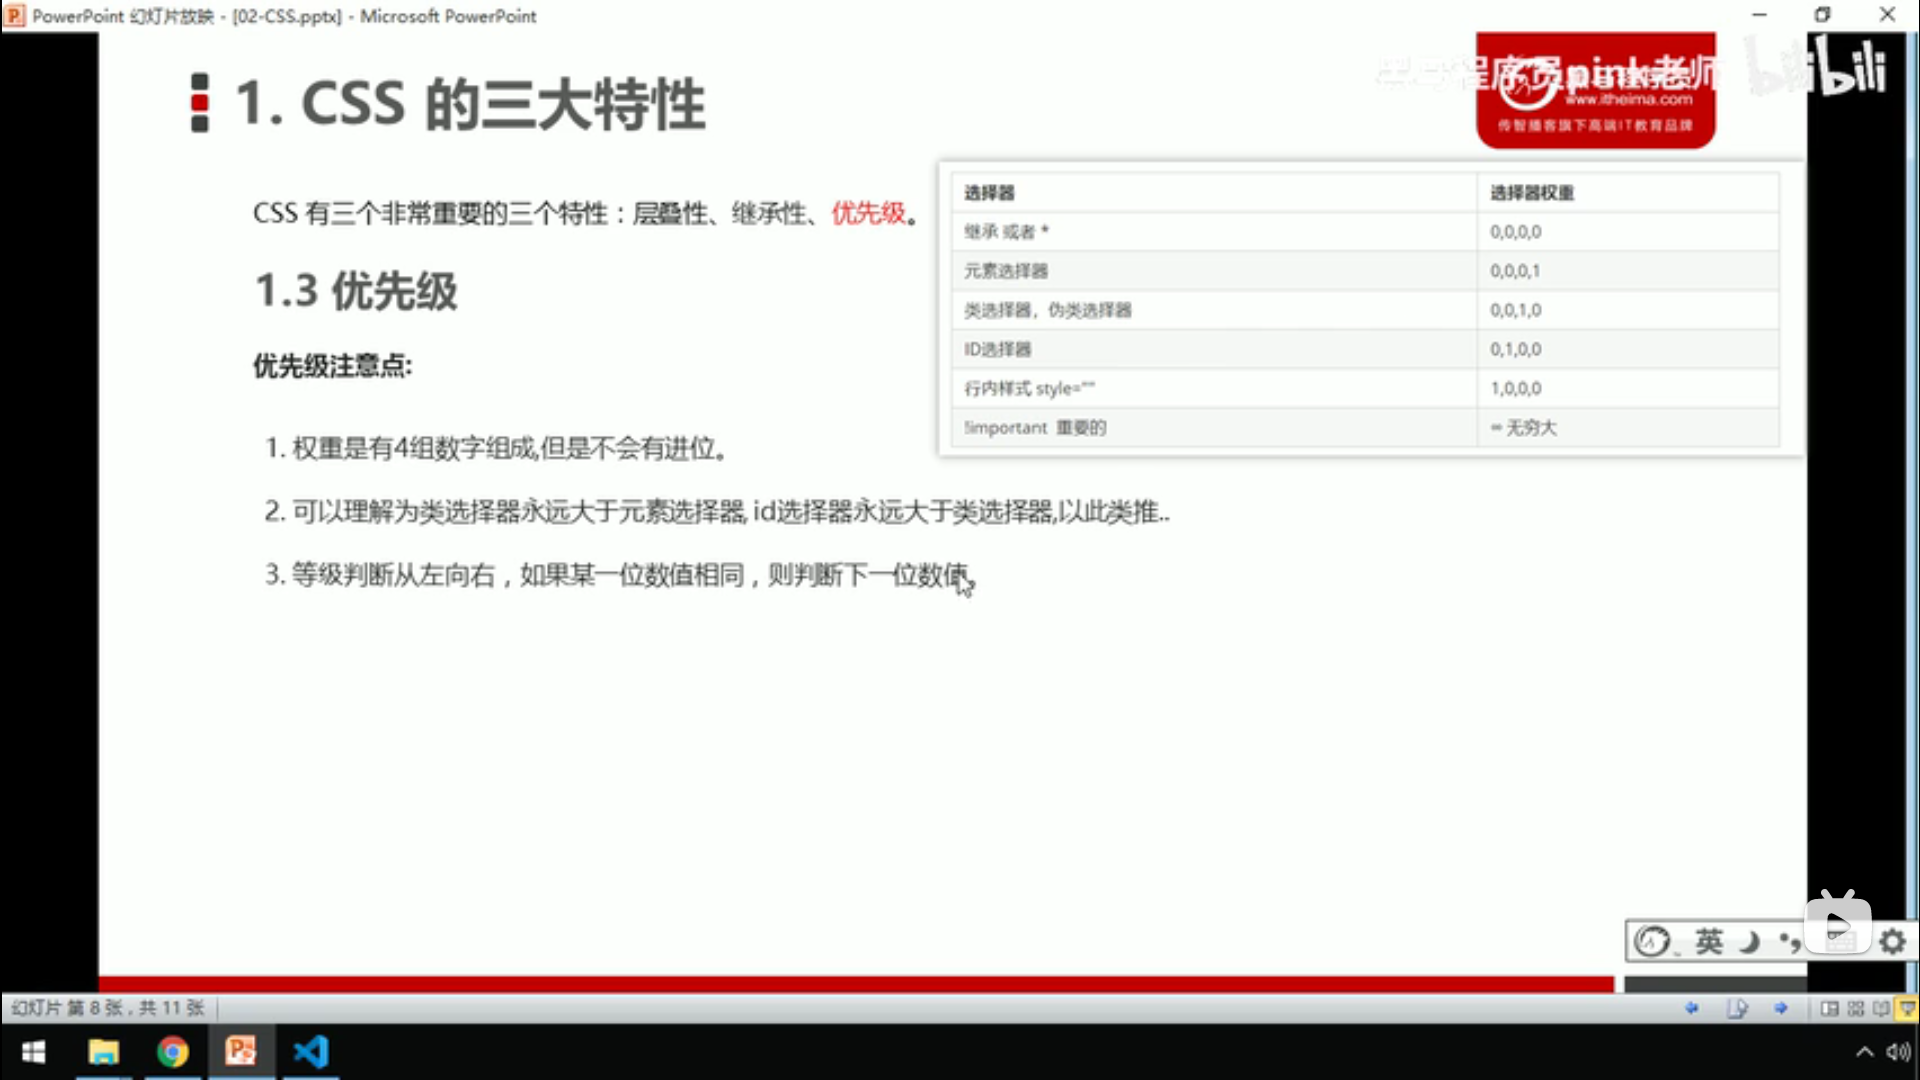 PowerPoint 幻灯片放映 - [02-CSS.pptx] - Microsoft PowerPoint
1. CSS 的三大特性
程序员pink老师
bilibili
www.itheima.com
传智播客旗下高端IT教育品牌
CSS 有三个非常重要的三个特性：层叠性、继承性、优先级。
1.3 优先级
优先级注意点:
1. 权重是有4组数字组成,但是不会有进位。
2. 可以理解为类选择器永远大于元素选择器, id选择器永远大于类选择器,以此类推..
3. 等级判断从左向右，如果某一位数值相同，则判断下一位数值。
选择器 选择器权重
继承 或者 * 0,0,0,0
元素选择器 0,0,0,1
类选择器，伪类选择器 0,0,1,0
ID选择器 0,1,0,0
行内样式 style="" 1,0,0,0
!important 重要的 ∞ 无穷大
英
幻灯片 第 8 张，共 11 张